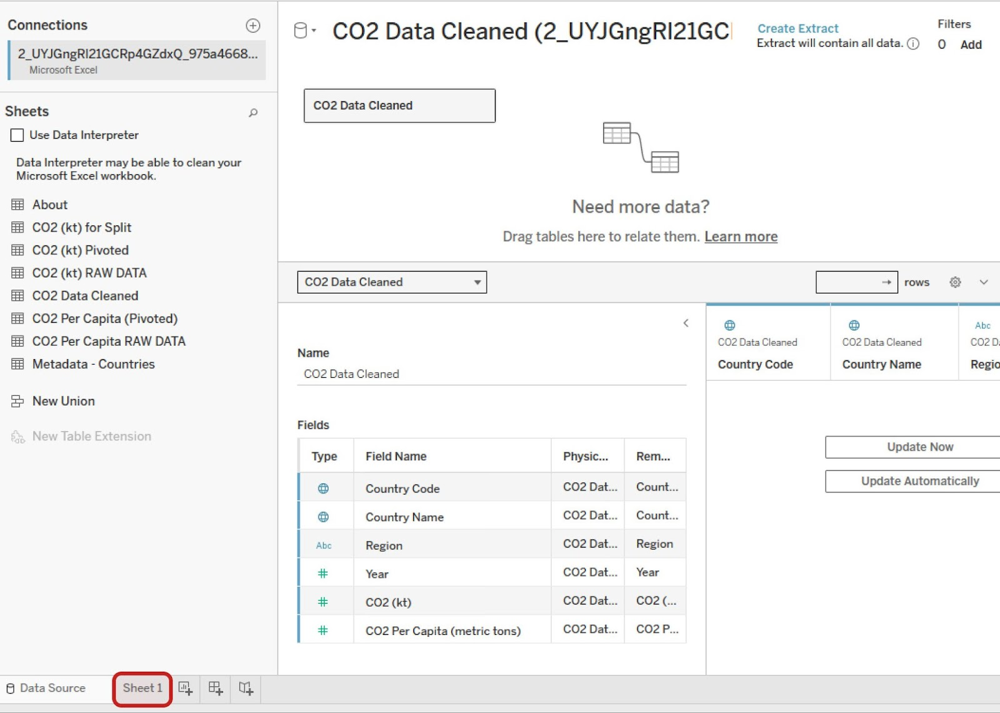 Connections
2_UYJGngRI21GCRp4GZdxQ_975a4668...
Microsoft Excel
Sheets
Use Data Interpreter
Data Interpreter may be able to clean your
Microsoft Excel workbook.
About
CO2 (kt) for Split
CO2 (kt) Pivoted
CO2 (kt) RAW DATA
CO2 Data Cleaned
CO2 Per Capita (Pivoted)
CO2 Per Capita RAW DATA
Metadata - Countries
New Union
New Table Extension
CO2 Data Cleaned (2_UYJGngRI21GC
Create Extract
Extract will contain all data.
Filters
0 Add
CO2 Data Cleaned
Need more data?
Drag tables here to relate them. Learn more
CO2 Data Cleaned
rows
Name
CO2 Data Cleaned
Fields
Type Field Name Physic... Rem...
Country Code CO2 Dat... Count...
Country Name CO2 Dat... Count...
Abc Region CO2 Dat... Region
# Year CO2 Dat... Year
# CO2 (kt) CO2 Dat... CO2 (...
# CO2 Per Capita (metric tons) CO2 Dat... CO2 P...
Abc
CO2 Data Cleaned CO2 Data Cleaned CO2 D
Country Code Country Name Regio
Update Now
Update Automatically
Data Source Sheet 1